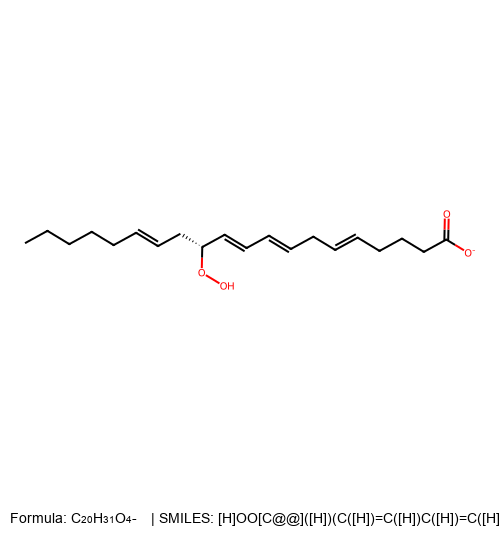 O
O⁻
O
OH
Formula: C₂₀H₃₁O₄- | SMILES: [H]OO[C@@]([H])(C([H])=C([H])C([H])=C([H]